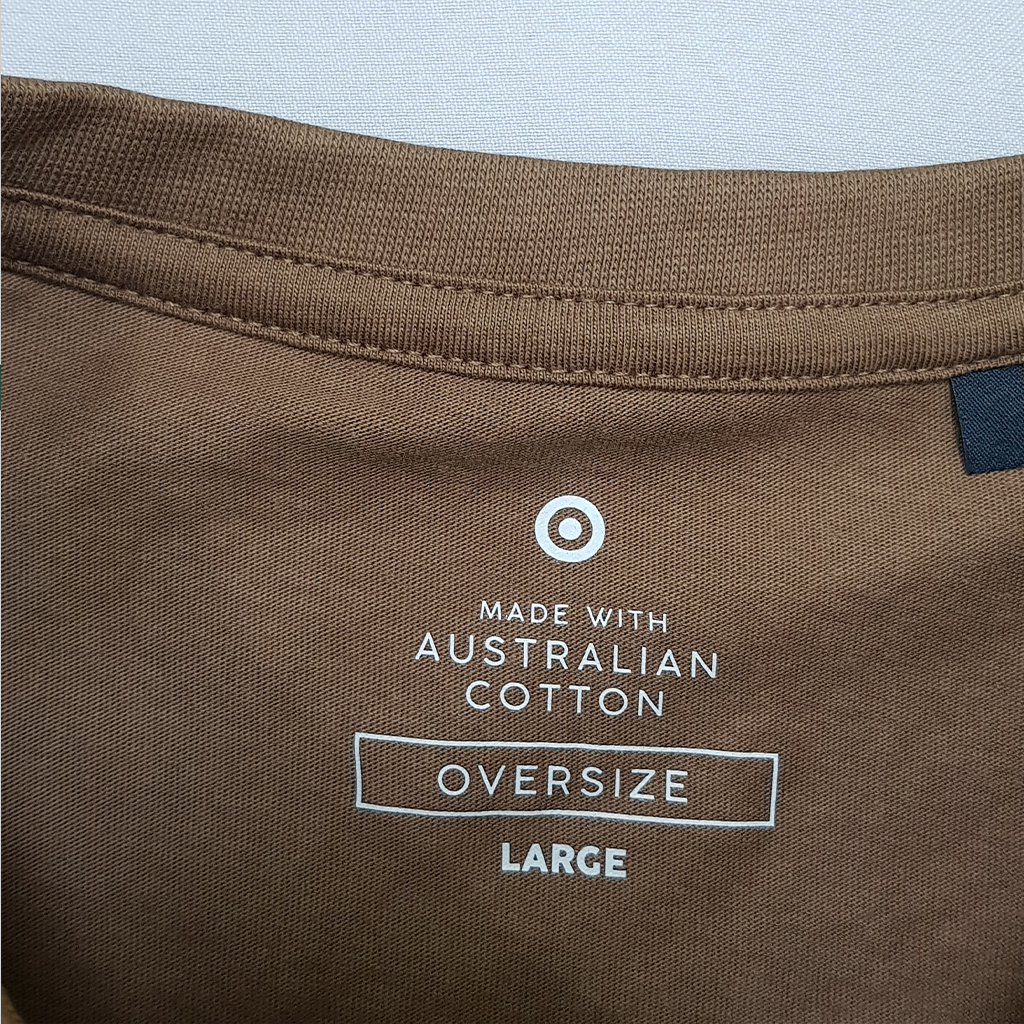 MADE WITH
AUSTRALIAN
COTTON
OVERSIZE
LARGE